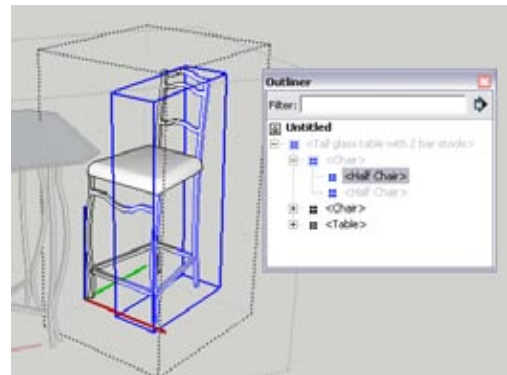 Outliner
Filter:
Untitled
<Tall glass table with 2 bar stools>
<Chair>
<Half Chair>
<Half Chair>
<Chair>
<Table>